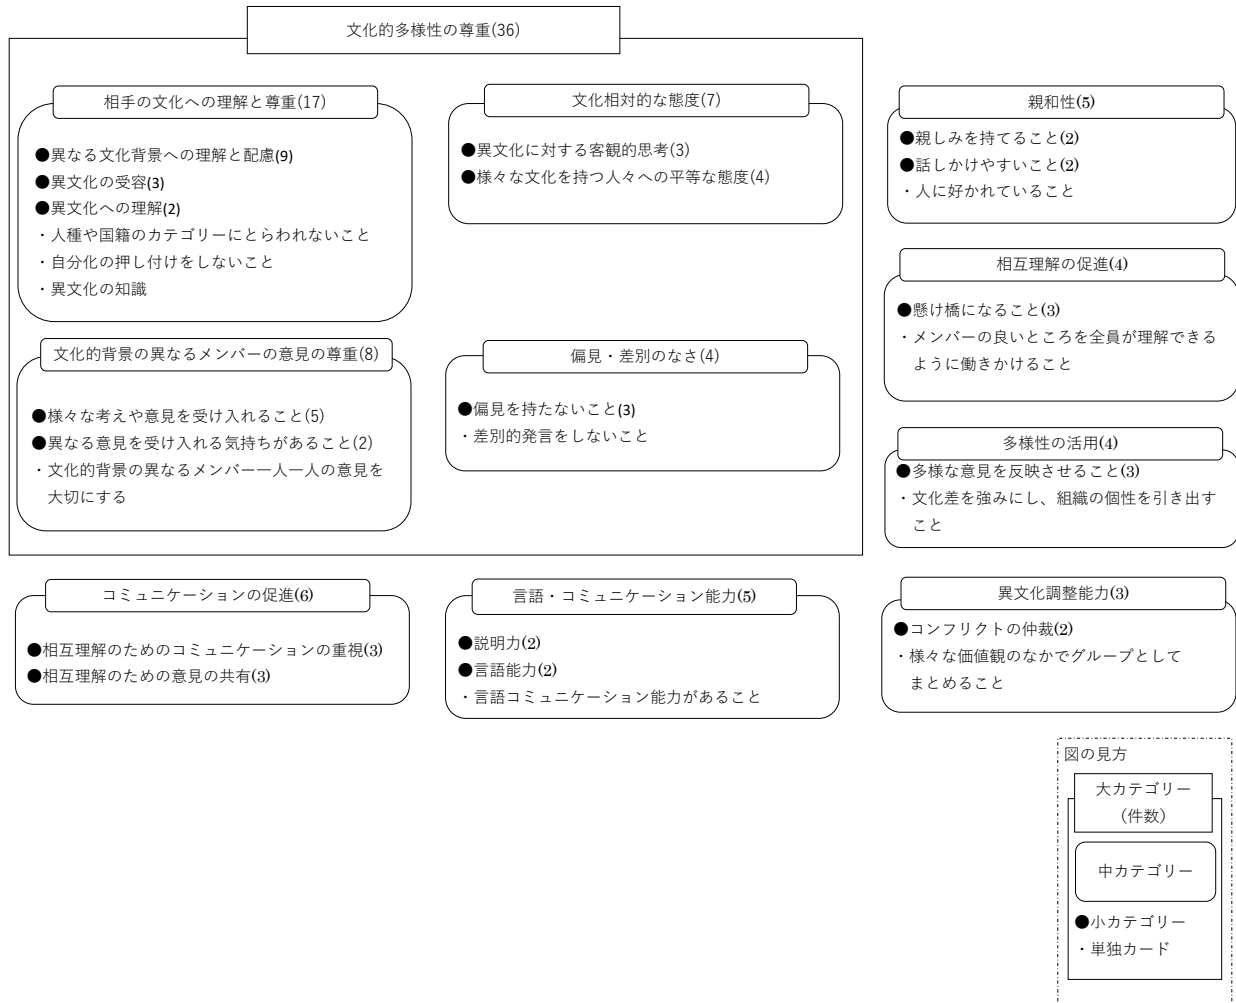 文化的多様性の尊重(36)
相手の文化への理解と尊重(17)
●異なる文化背景への理解と配慮(9)
●異文化の受容(3)
●異文化への理解(2)
・人種や国籍のカテゴリーにとらわれないこと
・自分化の押し付けをしないこと
・異文化の知識
文化相対的な態度(7)
●異文化に対する客観的思考(3)
●様々な文化を持つ人々への平等な態度(4)
文化的背景の異なるメンバーの意見の尊重(8)
●様々な考えや意見を受け入れること(5)
●異なる意見を受け入れる気持ちがあること(2)
・文化的背景の異なるメンバー一人一人の意見を
大切にする
偏見・差別のなさ(4)
●偏見を持たないこと(3)
・差別的発言をしないこと
親和性(5)
●親しみを持てること(2)
●話しかけやすいこと(2)
・人に好かれていること
相互理解の促進(4)
●懸け橋になること(3)
・メンバーの良いところを全員が理解できる
ように働きかけること
多様性の活用(4)
●多様な意見を反映させること(3)
・文化差を強みにし、組織の個性を引き出す
こと
コミュニケーションの促進(6)
●相互理解のためのコミュニケーションの重視(3)
●相互理解のための意見の共有(3)
言語・コミュニケーション能力(5)
●説明力(2)
●言語能力(2)
・言語コミュニケーション能力があること
異文化調整能力(3)
●コンフリクトの仲裁(2)
・様々な価値観のなかでグループとして
まとめること
図の見方
大カテゴリー
（件数）
中カテゴリー
●小カテゴリー
・単独カード